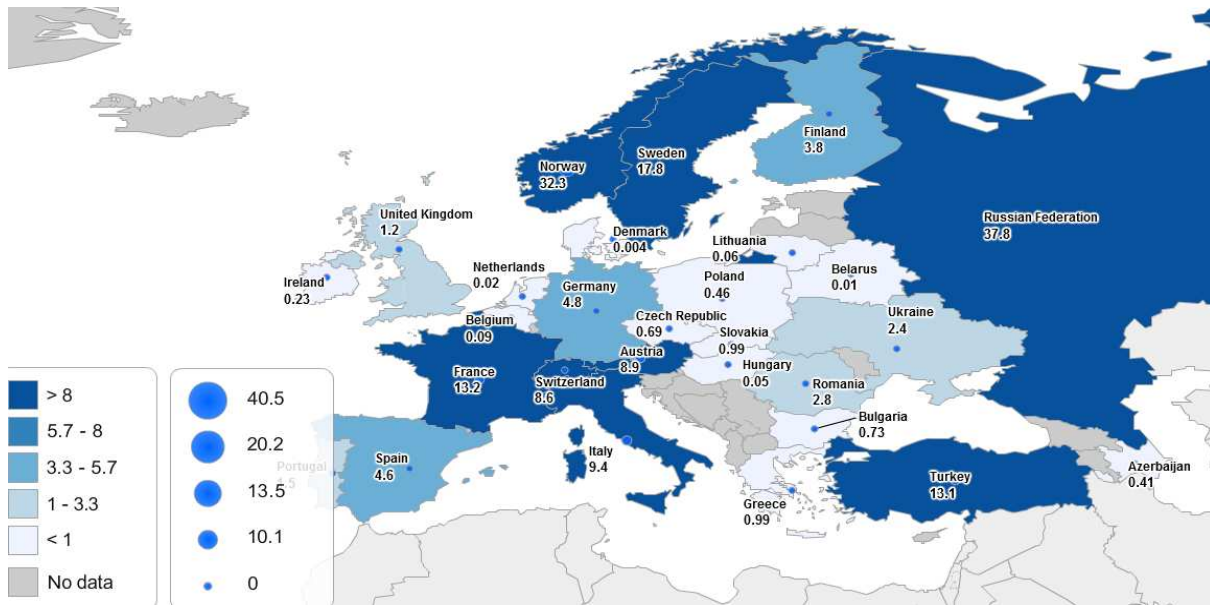 Finland
3.8
Sweden
17.8
Norway
32.3
United Kingdom
1.2
Russian Federation
37.8
Denmark
0.004
Lithuania
0.06
Ireland
0.23
Netherlands
0.02
Germany
4.8
Poland
0.46
Belarus
0.01
Belgium
0.09
Czech Republic
0.69
Ukraine
2.4
Slovakia
0.99
Austria
8.9
Hungary
0.05
France
13.2
Switzerland
8.6
Romania
2.8
Bulgaria
0.73
Italy
9.4
Portugal
Spain
4.6
Turkey
13.1
Azerbaijan
0.41
Greece
0.99
> 8
5.7 - 8
3.3 - 5.7
1 - 3.3
< 1
No data
40.5
20.2
13.5
10.1
0